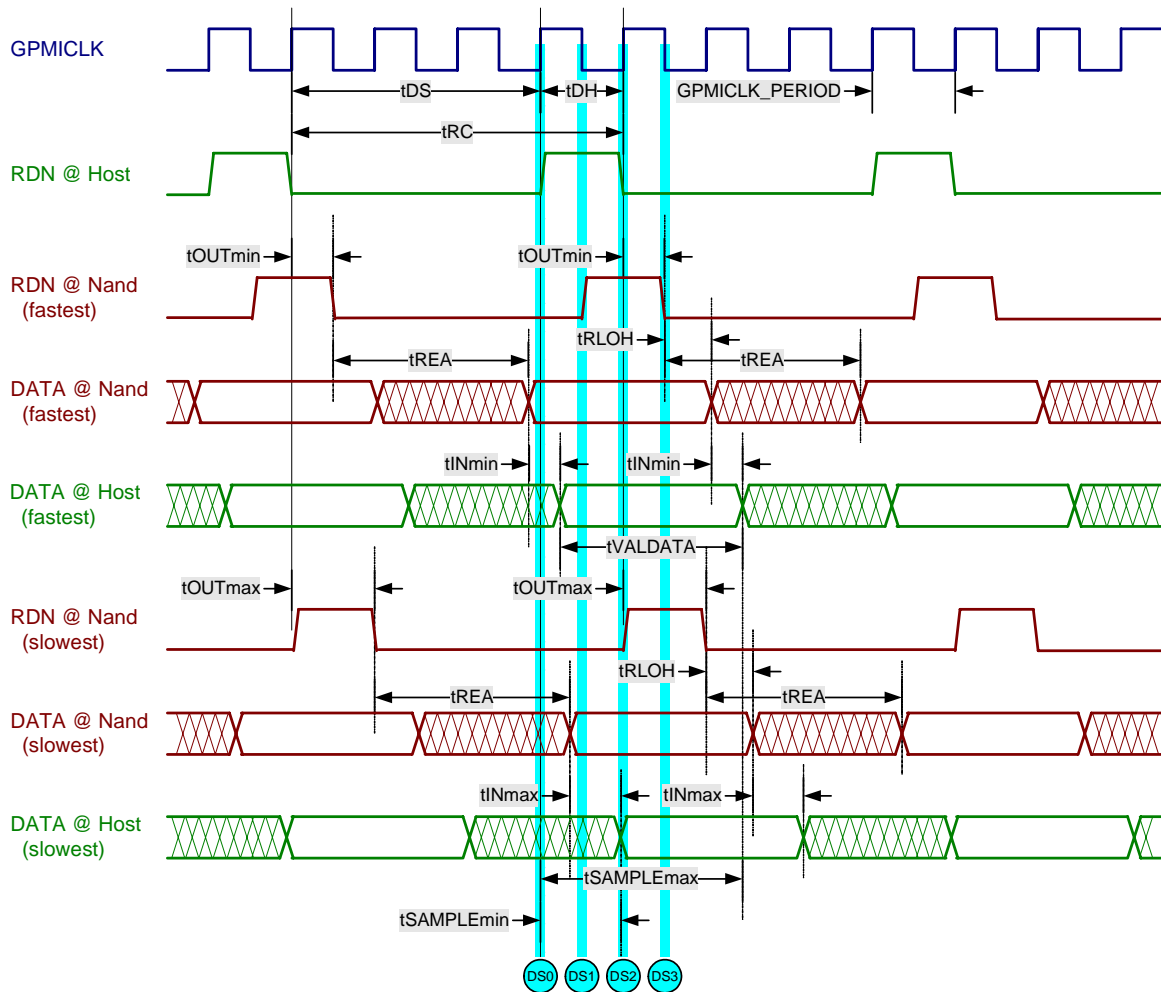 GPMICLK
tDS
tDH
GPMICLK_PERIOD
tRC
RDN @ Host
tOUTmin
tOUTmin
RDN @ Nand
(fastest)
tRLOH
tREA
tREA
DATA @ Nand
(fastest)
tINmin
tINmin
DATA @ Host
(fastest)
tVALDATA
tOUTmax
tOUTmax
RDN @ Nand
(slowest)
tRLOH
tREA
tREA
DATA @ Nand
(slowest)
tINmax
tINmax
DATA @ Host
(slowest)
tSAMPLEmax
tSAMPLEmin
DS0
DS1
DS2
DS3